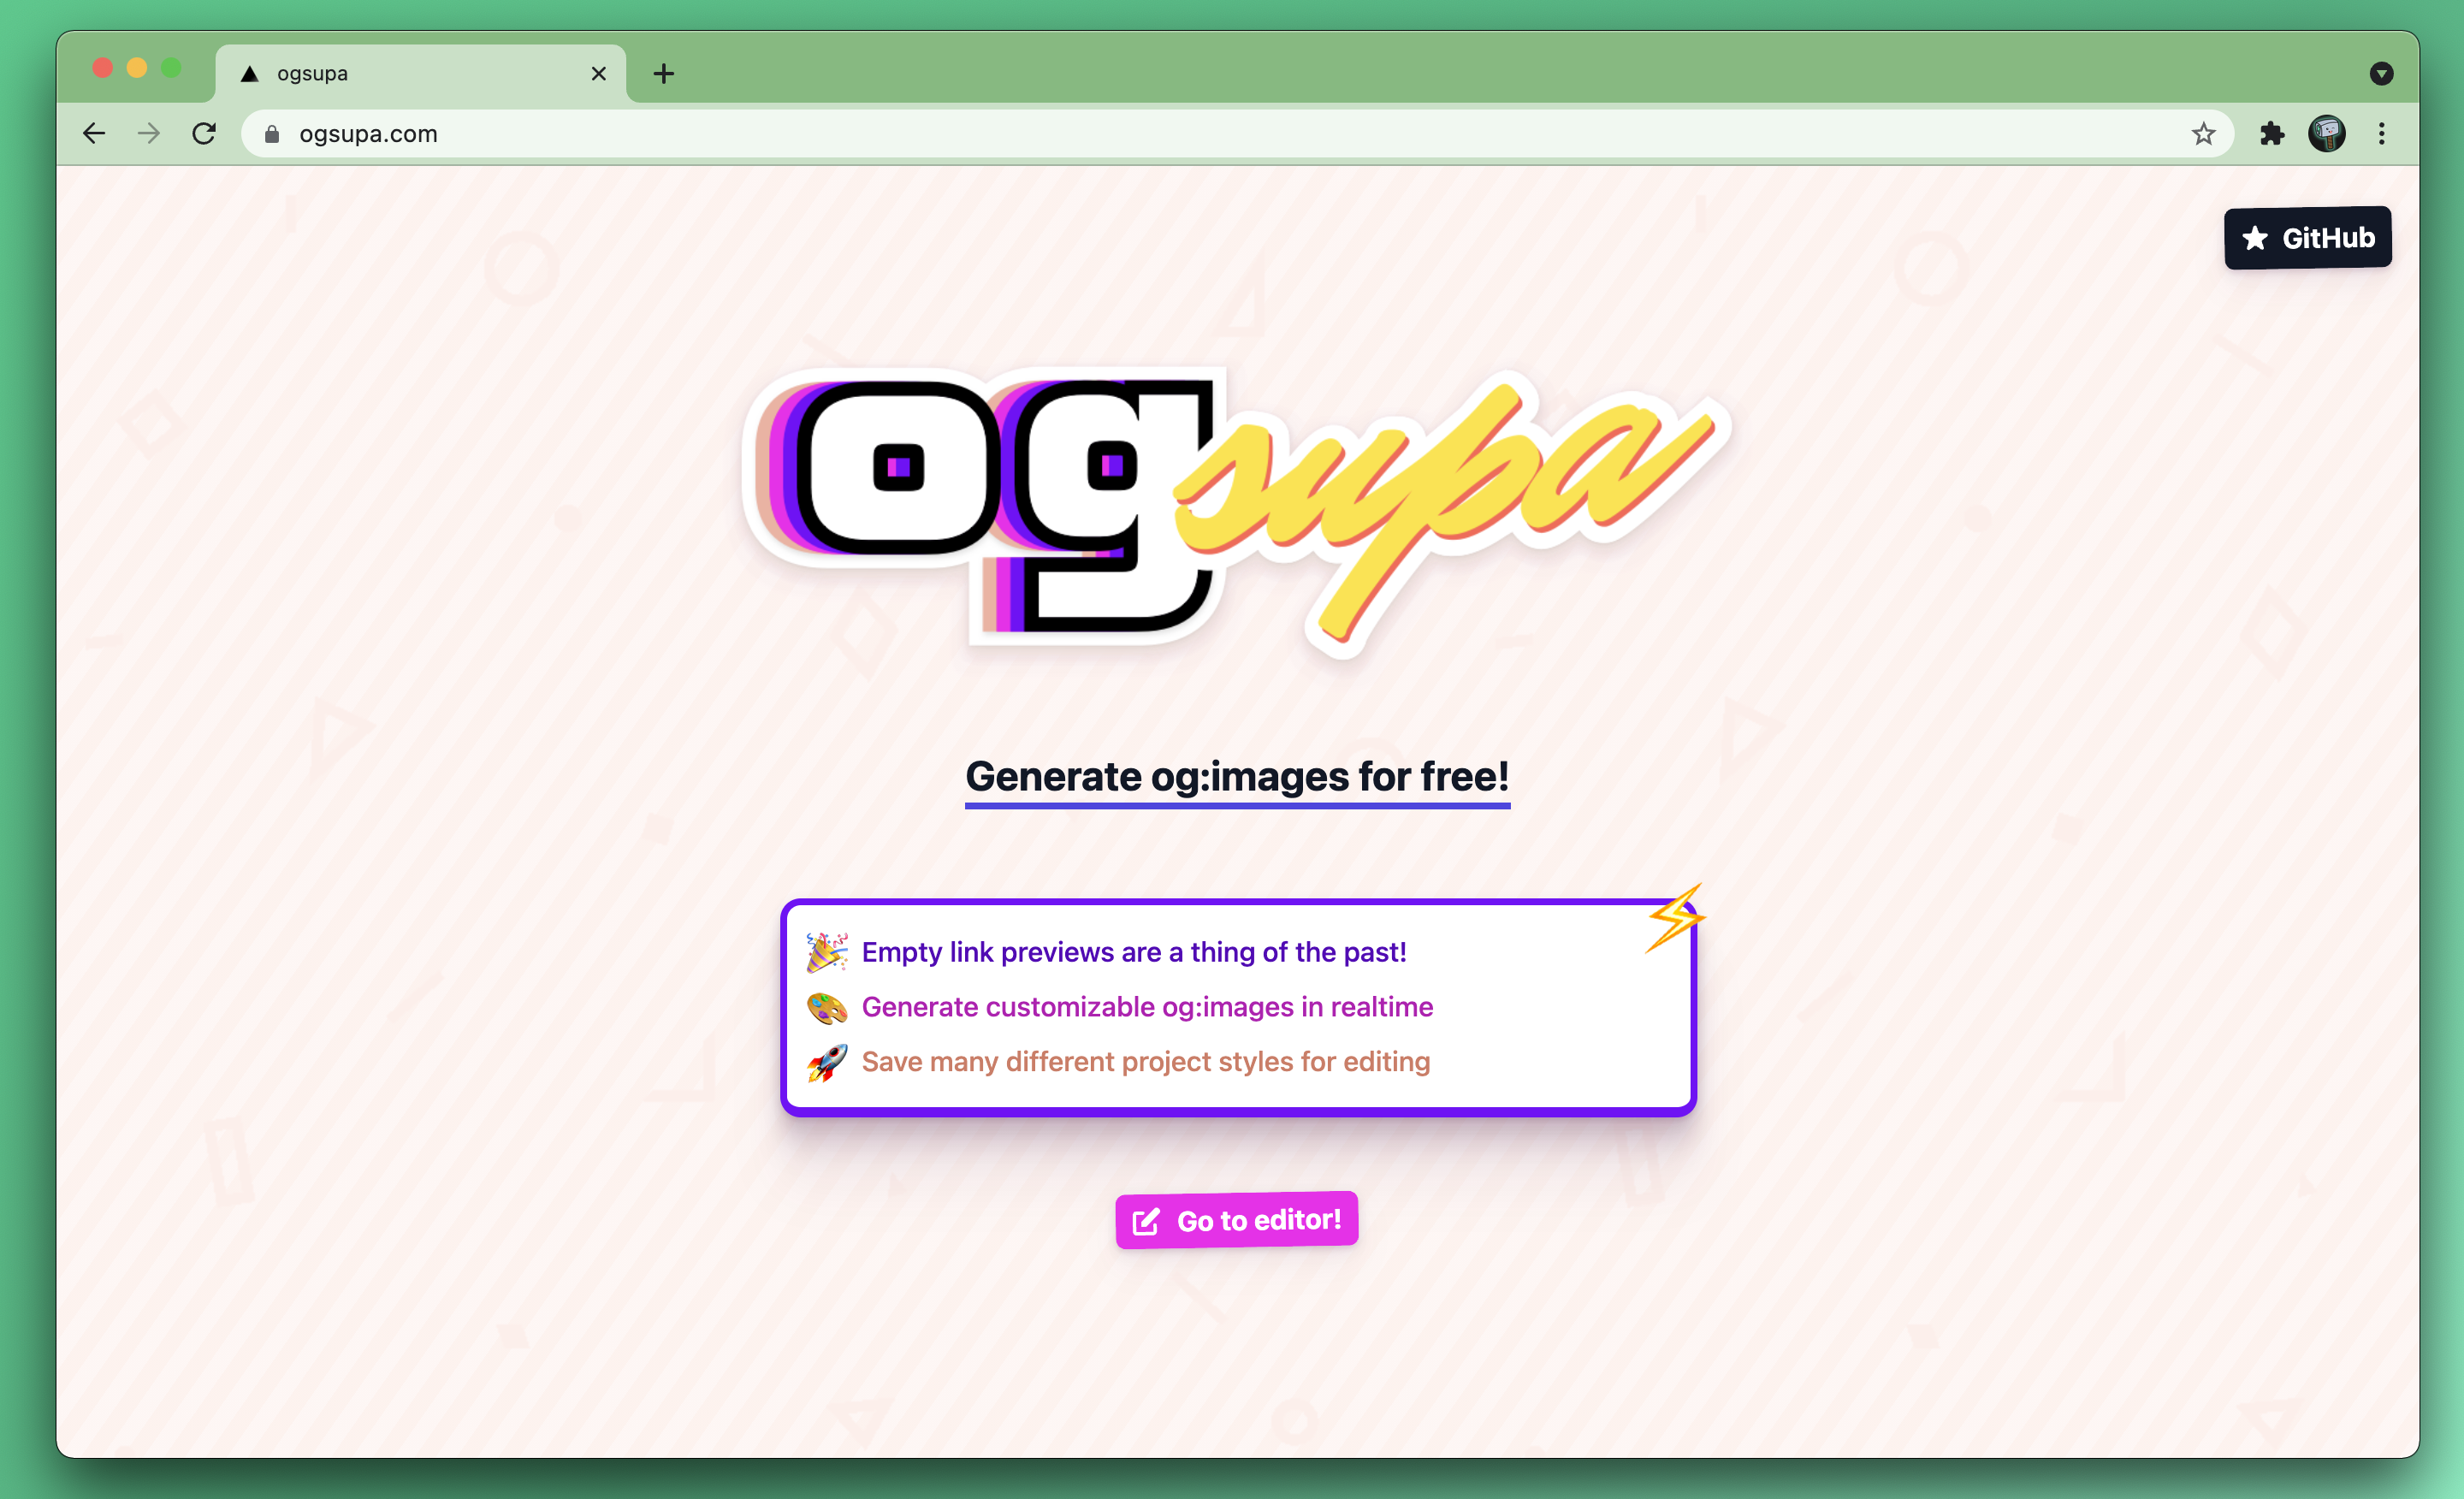 ogsupa
ogsupa.com
GitHub
ogsupa
Generate og:images for free!
Empty link previews are a thing of the past!
Generate customizable og:images in realtime
Save many different project styles for editing
Go to editor!